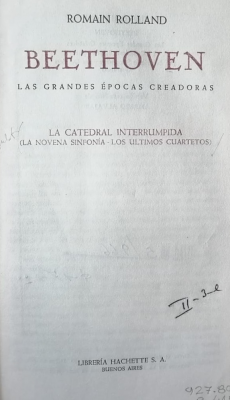 ROMAIN ROLLAND
BEETHOVEN
LAS GRANDES ÉPOCAS CREADORAS
LA CATEDRAL INTERRUMPIDA
(LA NOVENA SINFONÍA - LOS ULTIMOS CUARTETOS)
LIBRERÍA HACHETTE S. A.
BUENOS AIRES